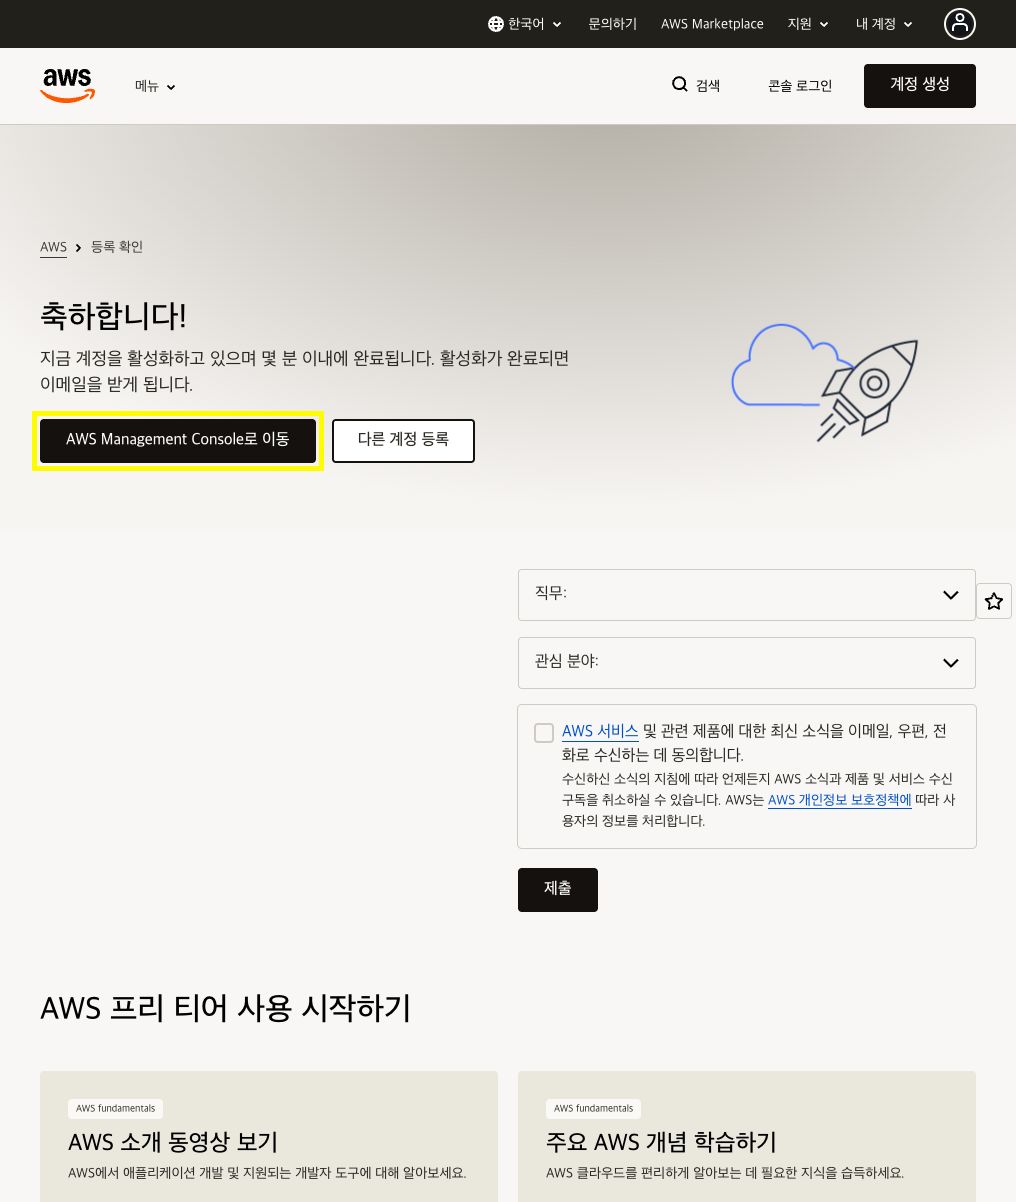 한국어
문의하기
AWS Marketplace
지원
내 계정
aws
메뉴
검색
콘솔 로그인
계정 생성
AWS
등록 확인
축하합니다!
지금 계정을 활성화하고 있으며 몇 분 이내에 완료됩니다. 활성화가 완료되면
이메일을 받게 됩니다.
AWS Management Console로 이동
다른 계정 등록
직무:
관심 분야:
AWS 서비스 및 관련 제품에 대한 최신 소식을 이메일, 우편, 전
화로 수신하는 데 동의합니다.
수신하신 소식의 지침에 따라 언제든지 AWS 소식과 제품 및 서비스 수신
구독을 취소하실 수 있습니다. AWS는 AWS 개인정보 보호정책에 따라 사
용자의 정보를 처리합니다.
제출
AWS 프리 티어 사용 시작하기
AWS fundamentals
AWS 소개 동영상 보기
AWS에서 애플리케이션 개발 및 지원되는 개발자 도구에 대해 알아보세요.
AWS fundamentals
주요 AWS 개념 학습하기
AWS 클라우드를 편리하게 알아보는 데 필요한 지식을 습득하세요.